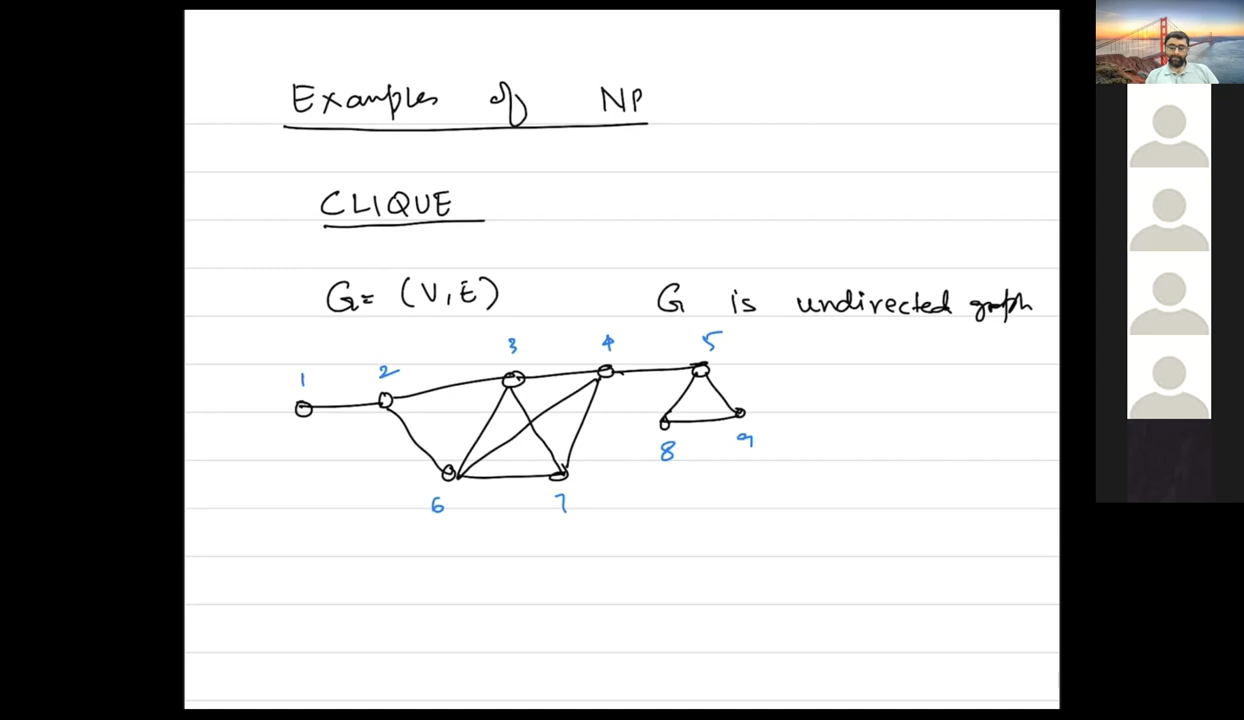 Examples of NP
CLIQUE
G = (V, E) G is undirected graph
1 2 3 4 5
6 7 8 9